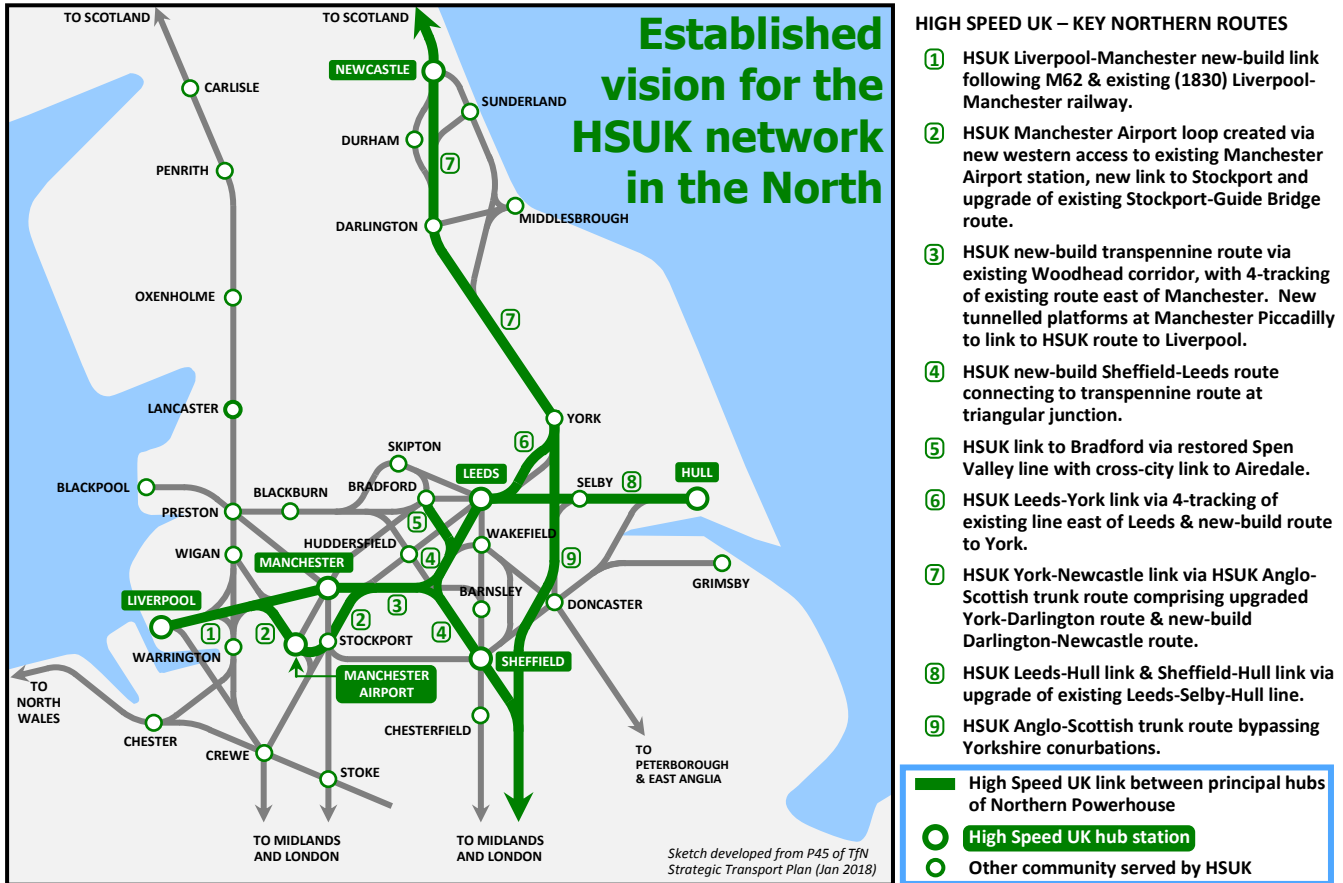 TO SCOTLAND
TO SCOTLAND
Established
vision for the
HSUK network
in the North
NEWCASTLE
CARLISLE
SUNDERLAND
DURHAM
7
PENRITH
MIDDLESBROUGH
DARLINGTON
OXENHOLME
7
LANCASTER
YORK
6
SKIPTON
LEEDS
HULL
BLACKPOOL
BLACKBURN
BRADFORD
SELBY
8
PRESTON
5
HUDDERSFIELD
WAKEFIELD
WIGAN
MANCHESTER
4
9
GRIMSBY
LIVERPOOL
BARNSLEY
3
DONCASTER
1
2
2
STOCKPORT
4
WARRINGTON
SHEFFIELD
MANCHESTER
AIRPORT
TO
NORTH
WALES
CHESTER
CHESTERFIELD
CREWE
STOKE
TO
PETERBOROUGH
& EAST ANGLIA
TO MIDLANDS
AND LONDON
TO MIDLANDS
AND LONDON
Sketch developed from P45 of TfN
Strategic Transport Plan (Jan 2018)
HIGH SPEED UK – KEY NORTHERN ROUTES
1 HSUK Liverpool-Manchester new-build link
following M62 & existing (1830) Liverpool-
Manchester railway.
2 HSUK Manchester Airport loop created via
new western access to existing Manchester
Airport station, new link to Stockport and
upgrade of existing Stockport-Guide Bridge
route.
3 HSUK new-build transpennine route via
existing Woodhead corridor, with 4-tracking
of existing route east of Manchester. New
tunnelled platforms at Manchester Piccadilly
to link to HSUK route to Liverpool.
4 HSUK new-build Sheffield-Leeds route
connecting to transpennine route at
triangular junction.
5 HSUK link to Bradford via restored Spen
Valley line with cross-city link to Airedale.
6 HSUK Leeds-York link via 4-tracking of
existing line east of Leeds & new-build route
to York.
7 HSUK York-Newcastle link via HSUK Anglo-
Scottish trunk route comprising upgraded
York-Darlington route & new-build
Darlington-Newcastle route.
8 HSUK Leeds-Hull link & Sheffield-Hull link via
upgrade of existing Leeds-Selby-Hull line.
9 HSUK Anglo-Scottish trunk route bypassing
Yorkshire conurbations.
High Speed UK link between principal hubs
of Northern Powerhouse
High Speed UK hub station
Other community served by HSUK